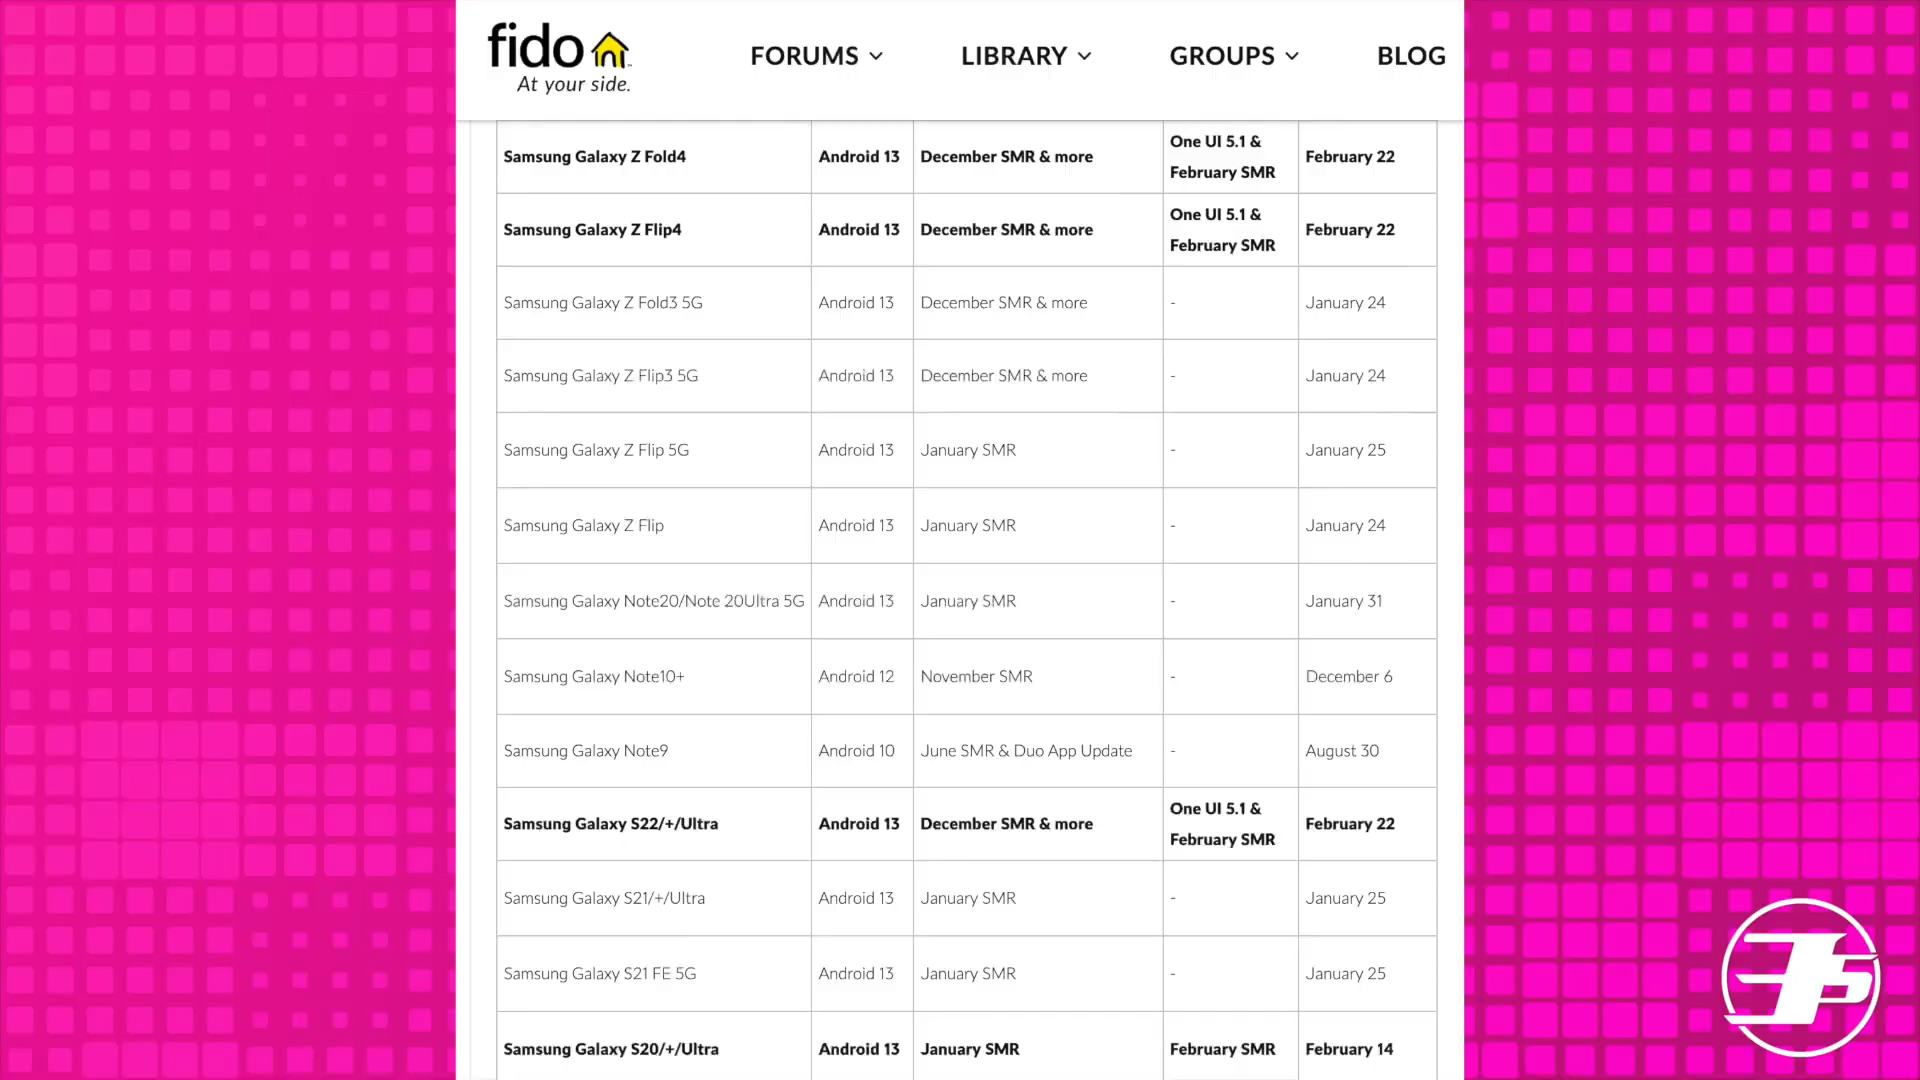 fido
At your side.
FORUMS
LIBRARY
GROUPS
BLOG
Samsung Galaxy Z Fold4 Android 13 December SMR & more One UI 5.1 & February SMR February 22
Samsung Galaxy Z Flip4 Android 13 December SMR & more One UI 5.1 & February SMR February 22
Samsung Galaxy Z Fold3 5G Android 13 December SMR & more - January 24
Samsung Galaxy Z Flip3 5G Android 13 December SMR & more - January 24
Samsung Galaxy Z Flip 5G Android 13 January SMR - January 25
Samsung Galaxy Z Flip Android 13 January SMR - January 24
Samsung Galaxy Note20/Note 20Ultra 5G Android 13 January SMR - January 31
Samsung Galaxy Note10+ Android 12 November SMR - December 6
Samsung Galaxy Note9 Android 10 June SMR & Duo App Update - August 30
Samsung Galaxy S22/+/Ultra Android 13 December SMR & more One UI 5.1 & February SMR February 22
Samsung Galaxy S21/+/Ultra Android 13 January SMR - January 25
Samsung Galaxy S21 FE 5G Android 13 January SMR - January 25
Samsung Galaxy S20/+/Ultra Android 13 January SMR February SMR February 14